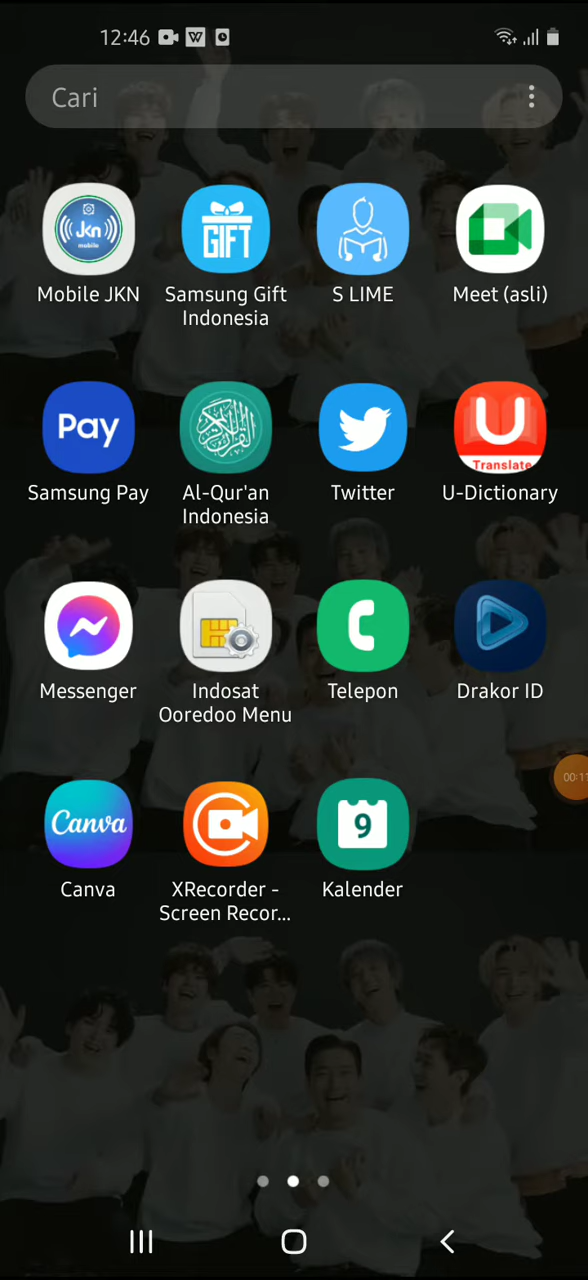 12:46
Cari
Jkn
mobile
GIFT
Mobile JKN
Samsung Gift
Indonesia
S LIME
Meet (asli)
Pay
U
Translate
Samsung Pay
Al-Qur'an
Indonesia
Twitter
U-Dictionary
Messenger
Indosat
Ooredoo Menu
Telepon
Drakor ID
00:11
Canva
9
Canva
XRecorder -
Screen Recor...
Kalender